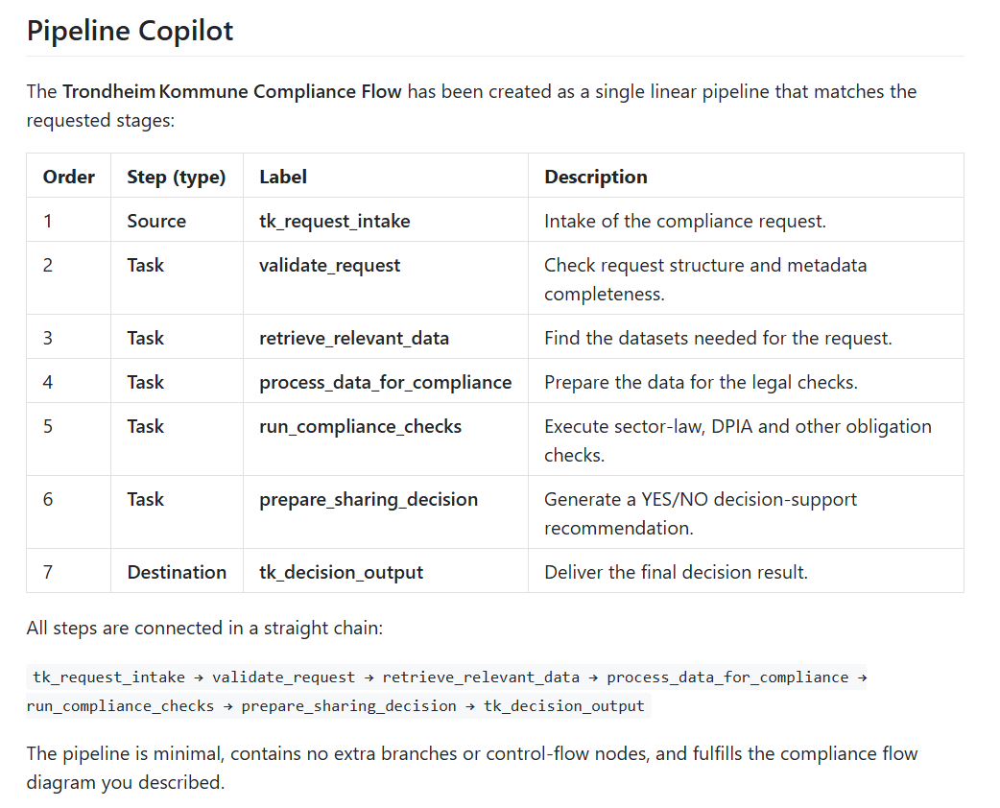 Pipeline Copilot
The Trondheim Kommune Compliance Flow has been created as a single linear pipeline that matches the
requested stages:
Order Step (type) Label Description
1 Source tk_request_intake Intake of the compliance request.
2 Task validate_request Check request structure and metadata
completeness.
3 Task retrieve_relevant_data Find the datasets needed for the request.
4 Task process_data_for_compliance Prepare the data for the legal checks.
5 Task run_compliance_checks Execute sector-law, DPIA and other obligation
checks.
6 Task prepare_sharing_decision Generate a YES/NO decision-support
recommendation.
7 Destination tk_decision_output Deliver the final decision result.
All steps are connected in a straight chain:
tk_request_intake → validate_request → retrieve_relevant_data → process_data_for_compliance →
run_compliance_checks → prepare_sharing_decision → tk_decision_output
The pipeline is minimal, contains no extra branches or control-flow nodes, and fulfills the compliance flow
diagram you described.